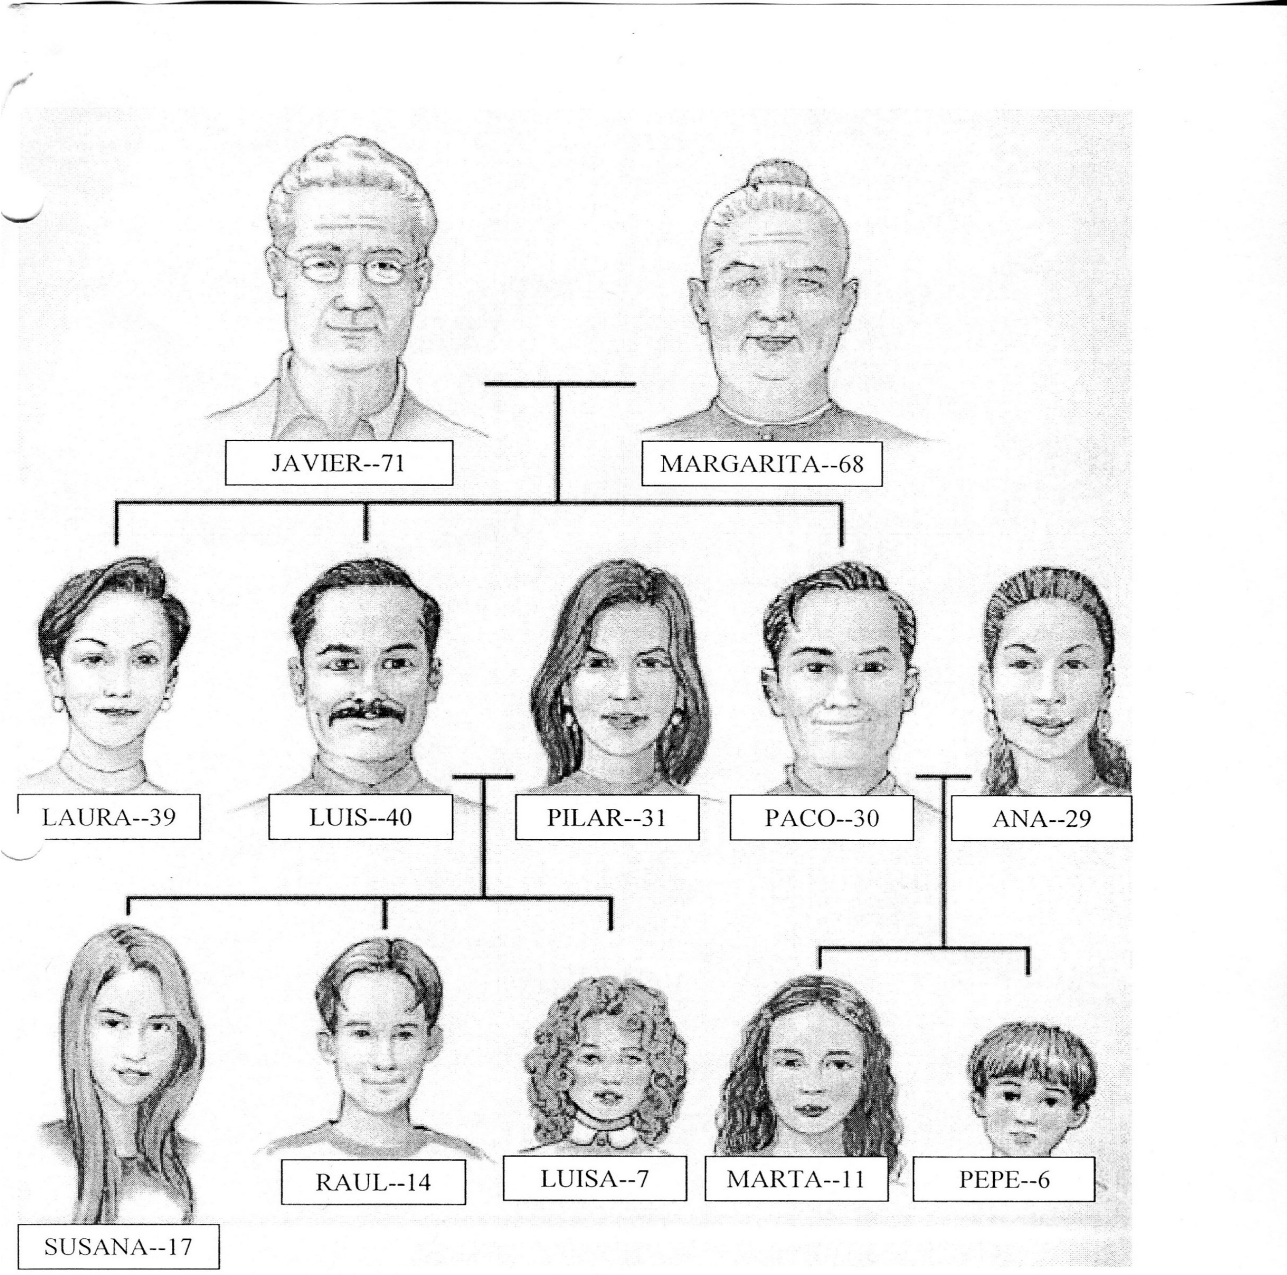 JAVIER--71
MARGARITA--68
LAURA--39
LUIS--40
PILAR--31
PACO--30
ANA--29
RAUL--14
LUISA--7
MARTA--11
PEPE--6
SUSANA--17